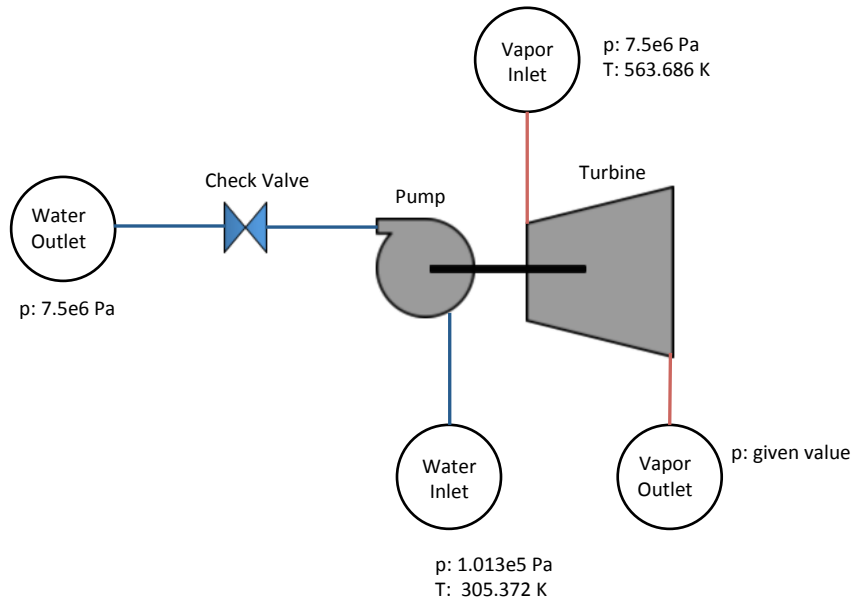 Vapor
Inlet
p: 7.5e6 Pa
T: 563.686 K
Turbine
Check Valve
Pump
Water
Outlet
p: 7.5e6 Pa
Water
Inlet
Vapor
Outlet
p: given value
p: 1.013e5 Pa
T: 305.372 K